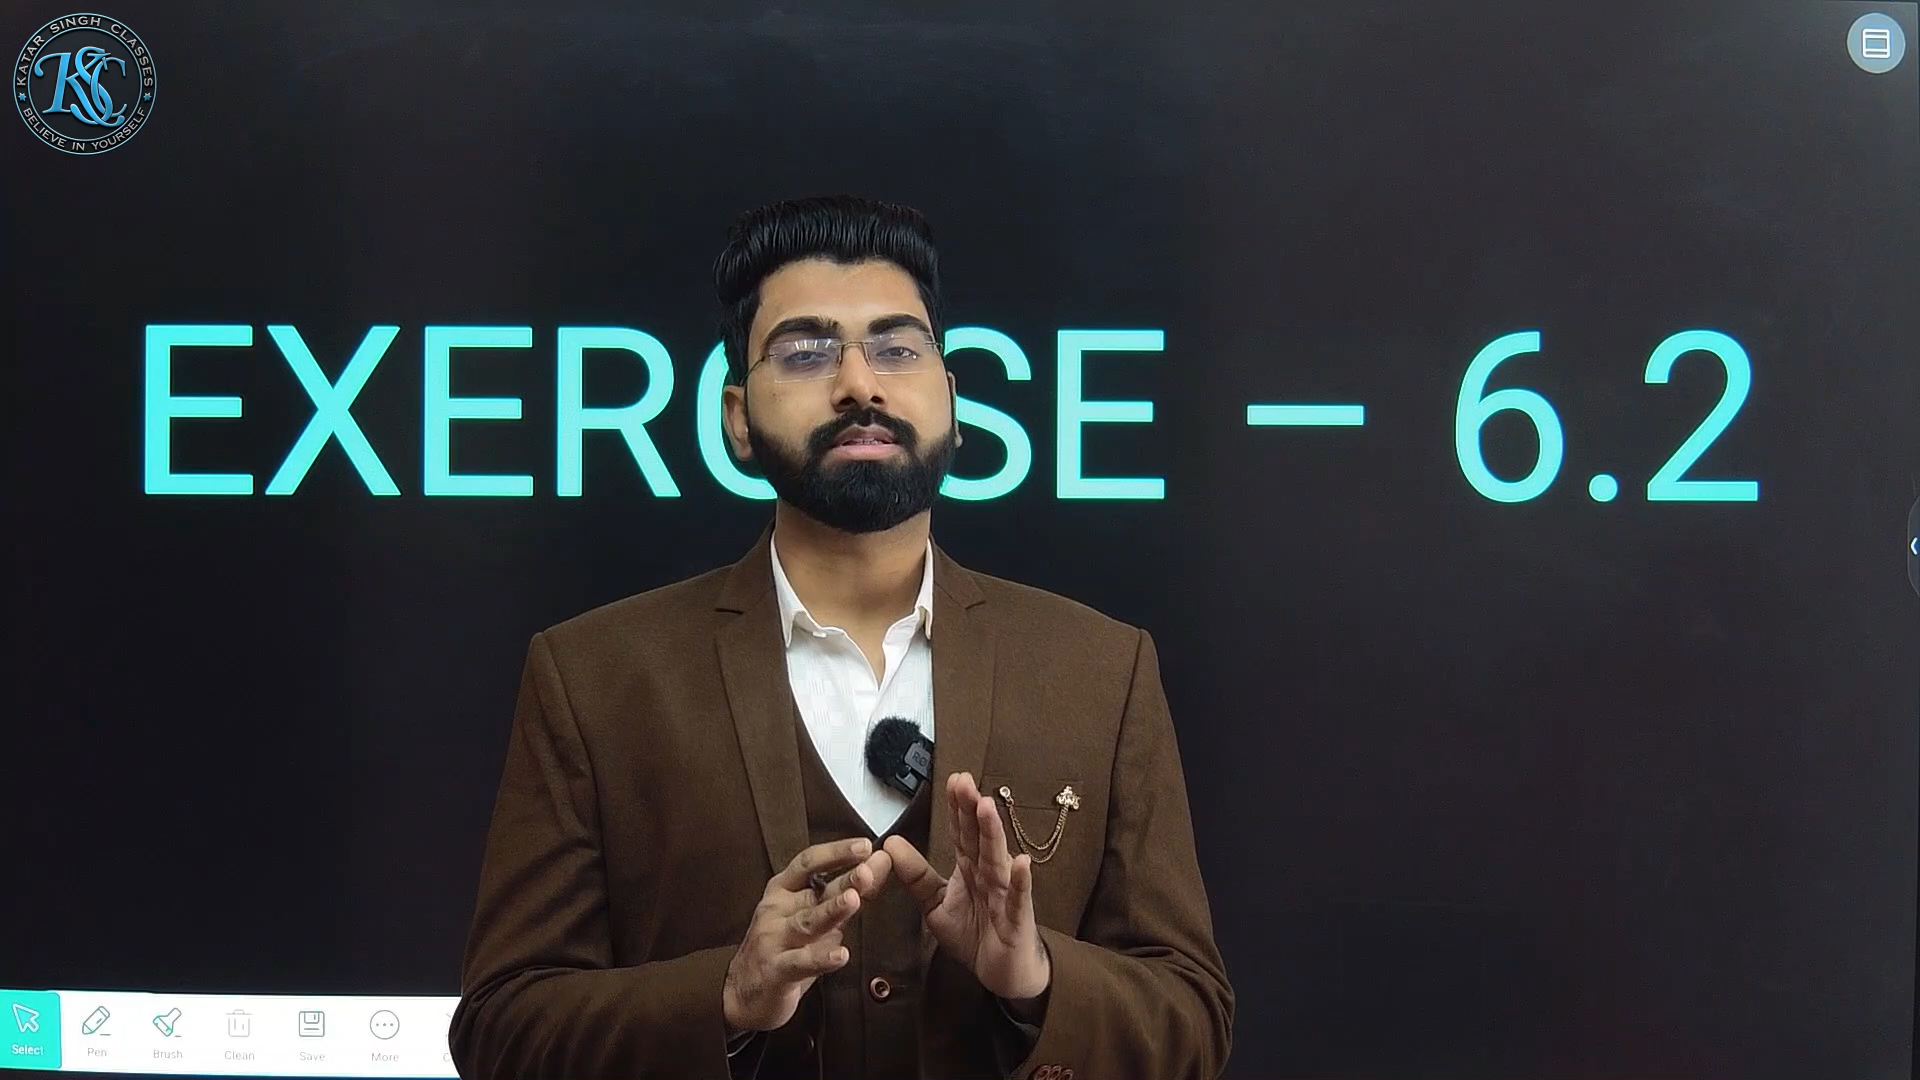 KATAR SINGH CLASSES
KSC
BELIEVE IN YOURSELF
EXERCISE – 6.2
Select
Pen
Brush
Clean
Save
More